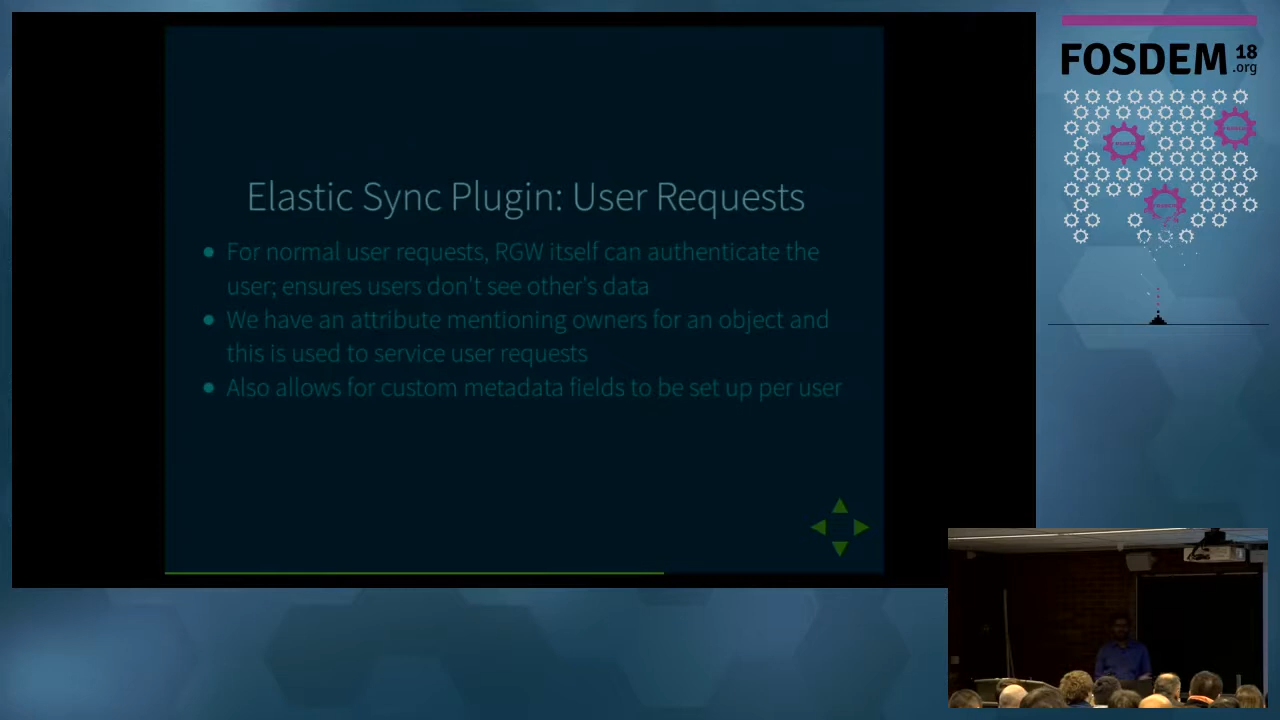 Elastic Sync Plugin: User Requests
For normal user requests, RGW itself can authenticate the
user; ensures users don't see other's data
We have an attribute mentioning owners for an object and
this is used to service user requests
Also allows for custom metadata fields to be set up per user
FOSDEM 18
.org